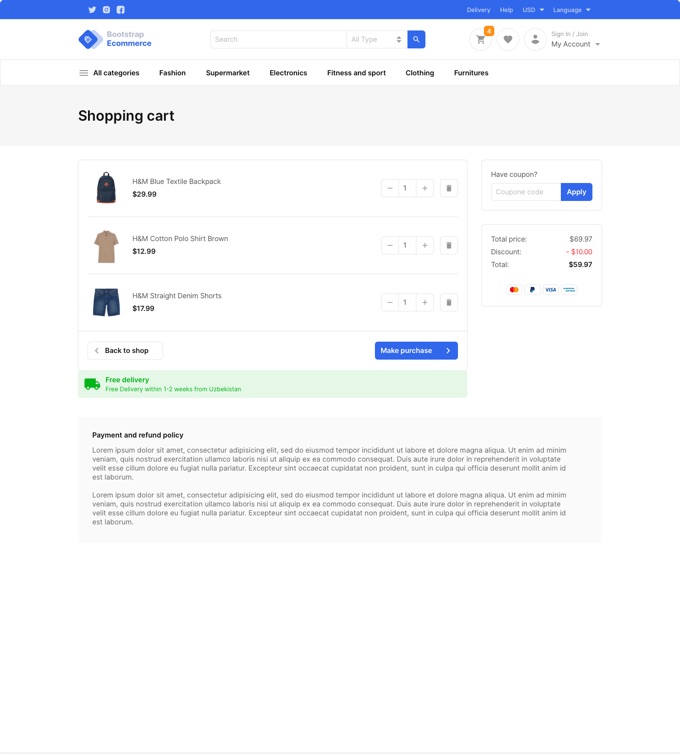 Delivery Help USD Language
Bootstrap
Ecommerce
Search
All Type
4
Sign in / Join
My Account
All categories Fashion Supermarket Electronics Fitness and sport Clothing Furnitures
Shopping cart
H&M Blue Textile Backpack
$29.99
1
H&M Cotton Polo Shirt Brown
$12.99
1
H&M Straight Denim Shorts
$17.99
1
Back to shop
Make purchase
Free delivery
Free Delivery within 1-2 weeks from Uzbekistan
Have coupon?
Coupone code
Apply
Total price: $69.97
Discount: - $10.00
Total: $59.97
VISA
Payment and refund policy
Lorem ipsum dolor sit amet, consectetur adipisicing elit, sed do eiusmod tempor incididunt ut labore et dolore magna aliqua. Ut enim ad minim
veniam, quis nostrud exercitation ullamco laboris nisi ut aliquip ex ea commodo consequat. Duis aute irure dolor in reprehenderit in voluptate
velit esse cillum dolore eu fugiat nulla pariatur. Excepteur sint occaecat cupidatat non proident, sunt in culpa qui officia deserunt mollit anim id
est laborum.
Lorem ipsum dolor sit amet, consectetur adipisicing elit, sed do eiusmod tempor incididunt ut labore et dolore magna aliqua. Ut enim ad minim
veniam, quis nostrud exercitation ullamco laboris nisi ut aliquip ex ea commodo consequat. Duis aute irure dolor in reprehenderit in voluptate
velit esse cillum dolore eu fugiat nulla pariatur. Excepteur sint occaecat cupidatat non proident, sunt in culpa qui officia deserunt mollit anim id
est laborum.